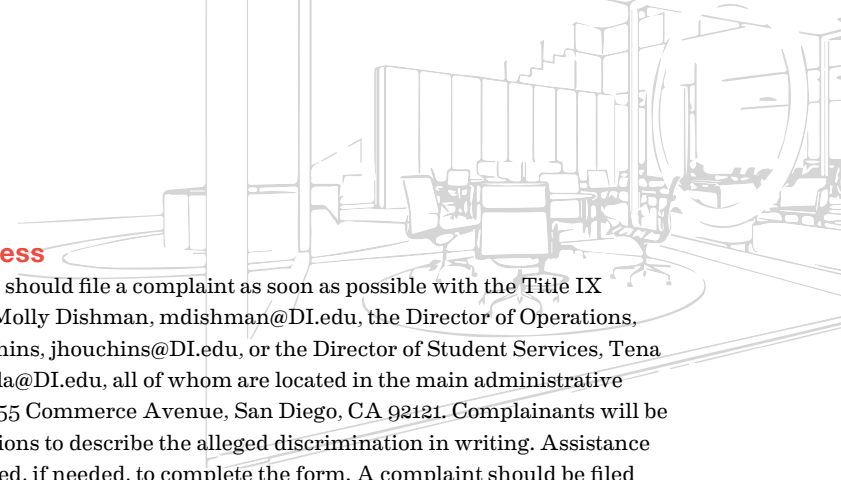 ess
should file a complaint as soon as possible with the Title IX
Molly Dishman, mdishman@DI.edu, the Director of Operations,
hins, jhouchins@DI.edu, or the Director of Student Services, Tena
la@DI.edu, all of whom are located in the main administrative
55 Commerce Avenue, San Diego, CA 92121. Complainants will be
ions to describe the alleged discrimination in writing. Assistance
ed, if needed, to complete the form. A complaint should be filed